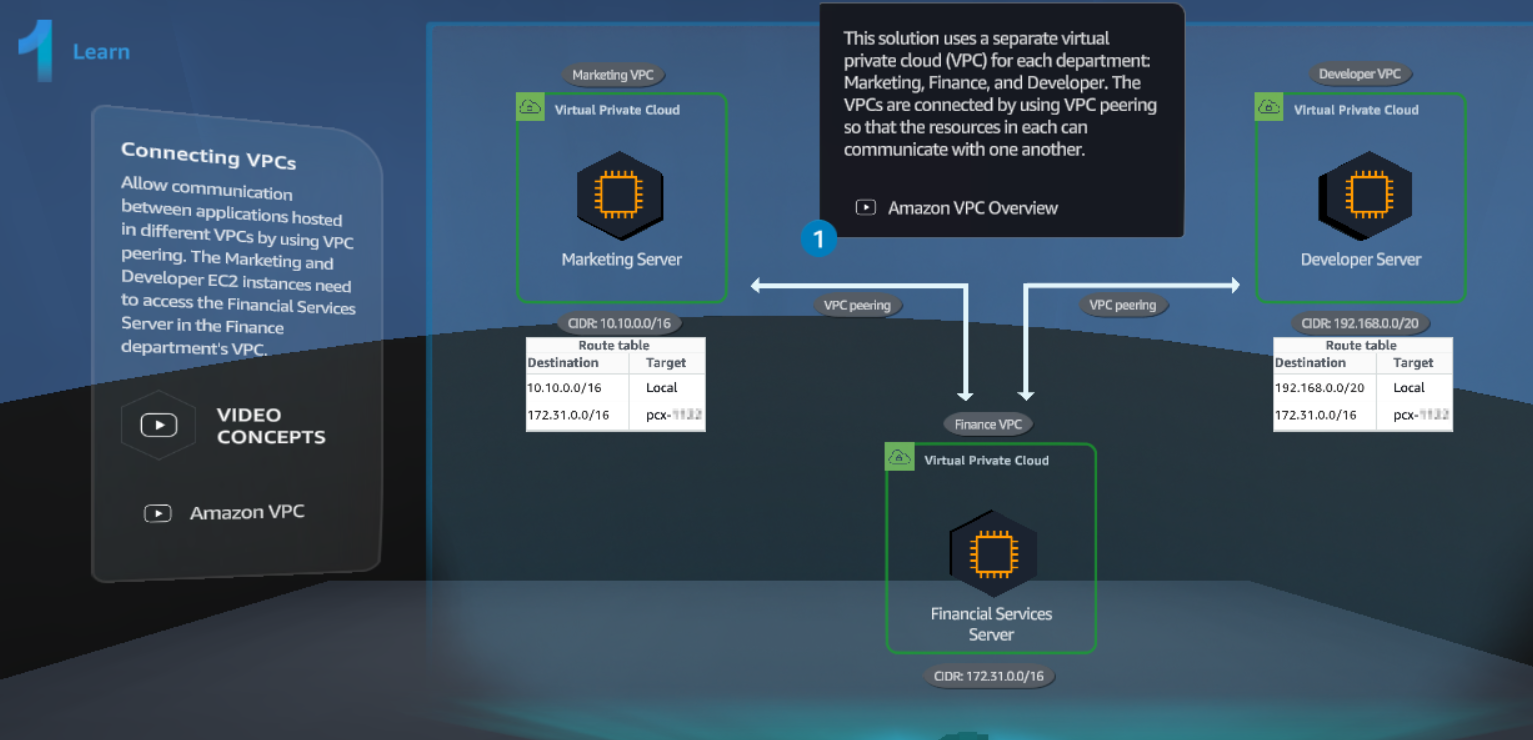 1 Learn
Connecting VPCs
Allow communication
between applications hosted
in different VPCs by using VPC
peering. The Marketing and
Developer EC2 instances need
to access the Financial Services
Server in the Finance
department's VPC.
VIDEO
CONCEPTS
Amazon VPC
Marketing VPC
Virtual Private Cloud
Marketing Server
CIDR: 10.10.0.0/16
Route table
Destination Target
10.10.0.0/16 Local
172.31.0.0/16 pcx-
This solution uses a separate virtual
private cloud (VPC) for each department:
Marketing, Finance, and Developer. The
VPCs are connected by using VPC peering
so that the resources in each can
communicate with one another.
Amazon VPC Overview
1
VPC peering
VPC peering
Developer VPC
Virtual Private Cloud
Developer Server
CIDR: 192.168.0.0/20
Route table
Destination Target
192.168.0.0/20 Local
172.31.0.0/16 pcx-
Finance VPC
Virtual Private Cloud
Financial Services
Server
CIDR: 172.31.0.0/16